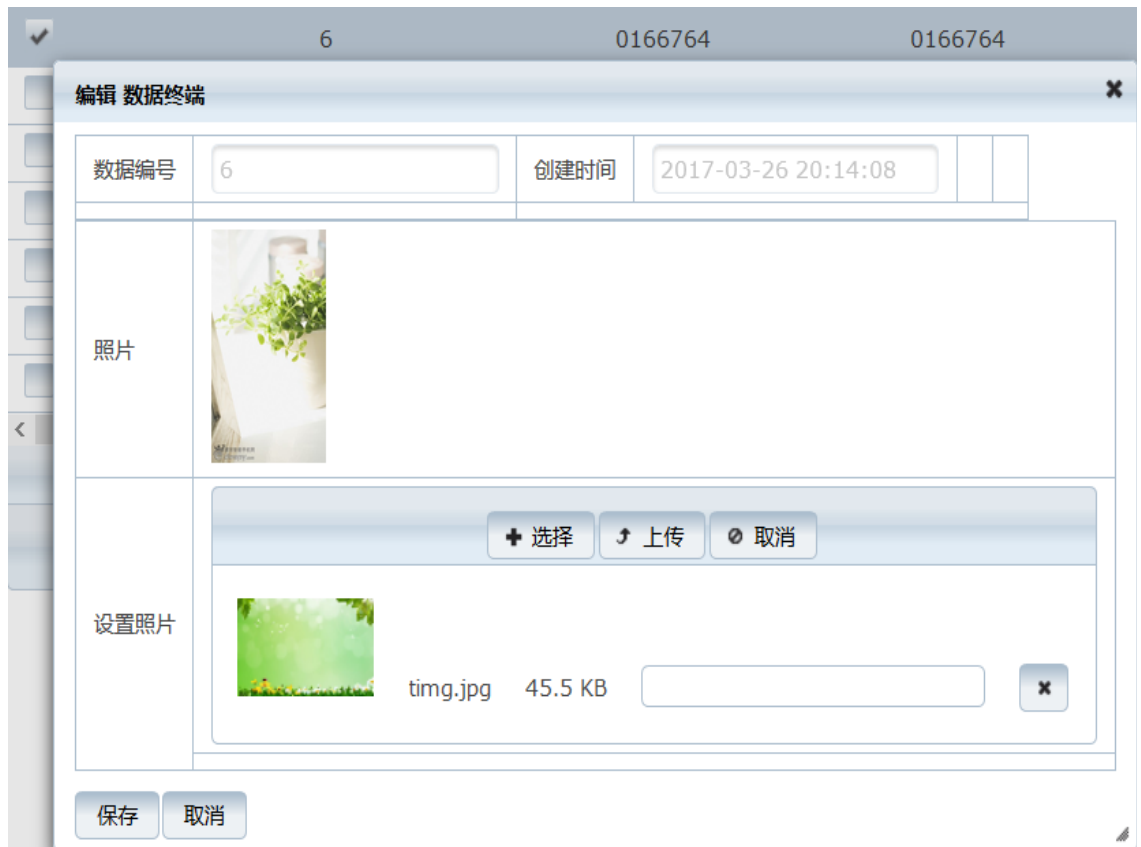 6 0166764 0166764
编辑 数据终端
数据编号 6 创建时间 2017-03-26 20:14:08
照片
选择 上传 取消
设置照片
timg.jpg 45.5 KB
保存 取消